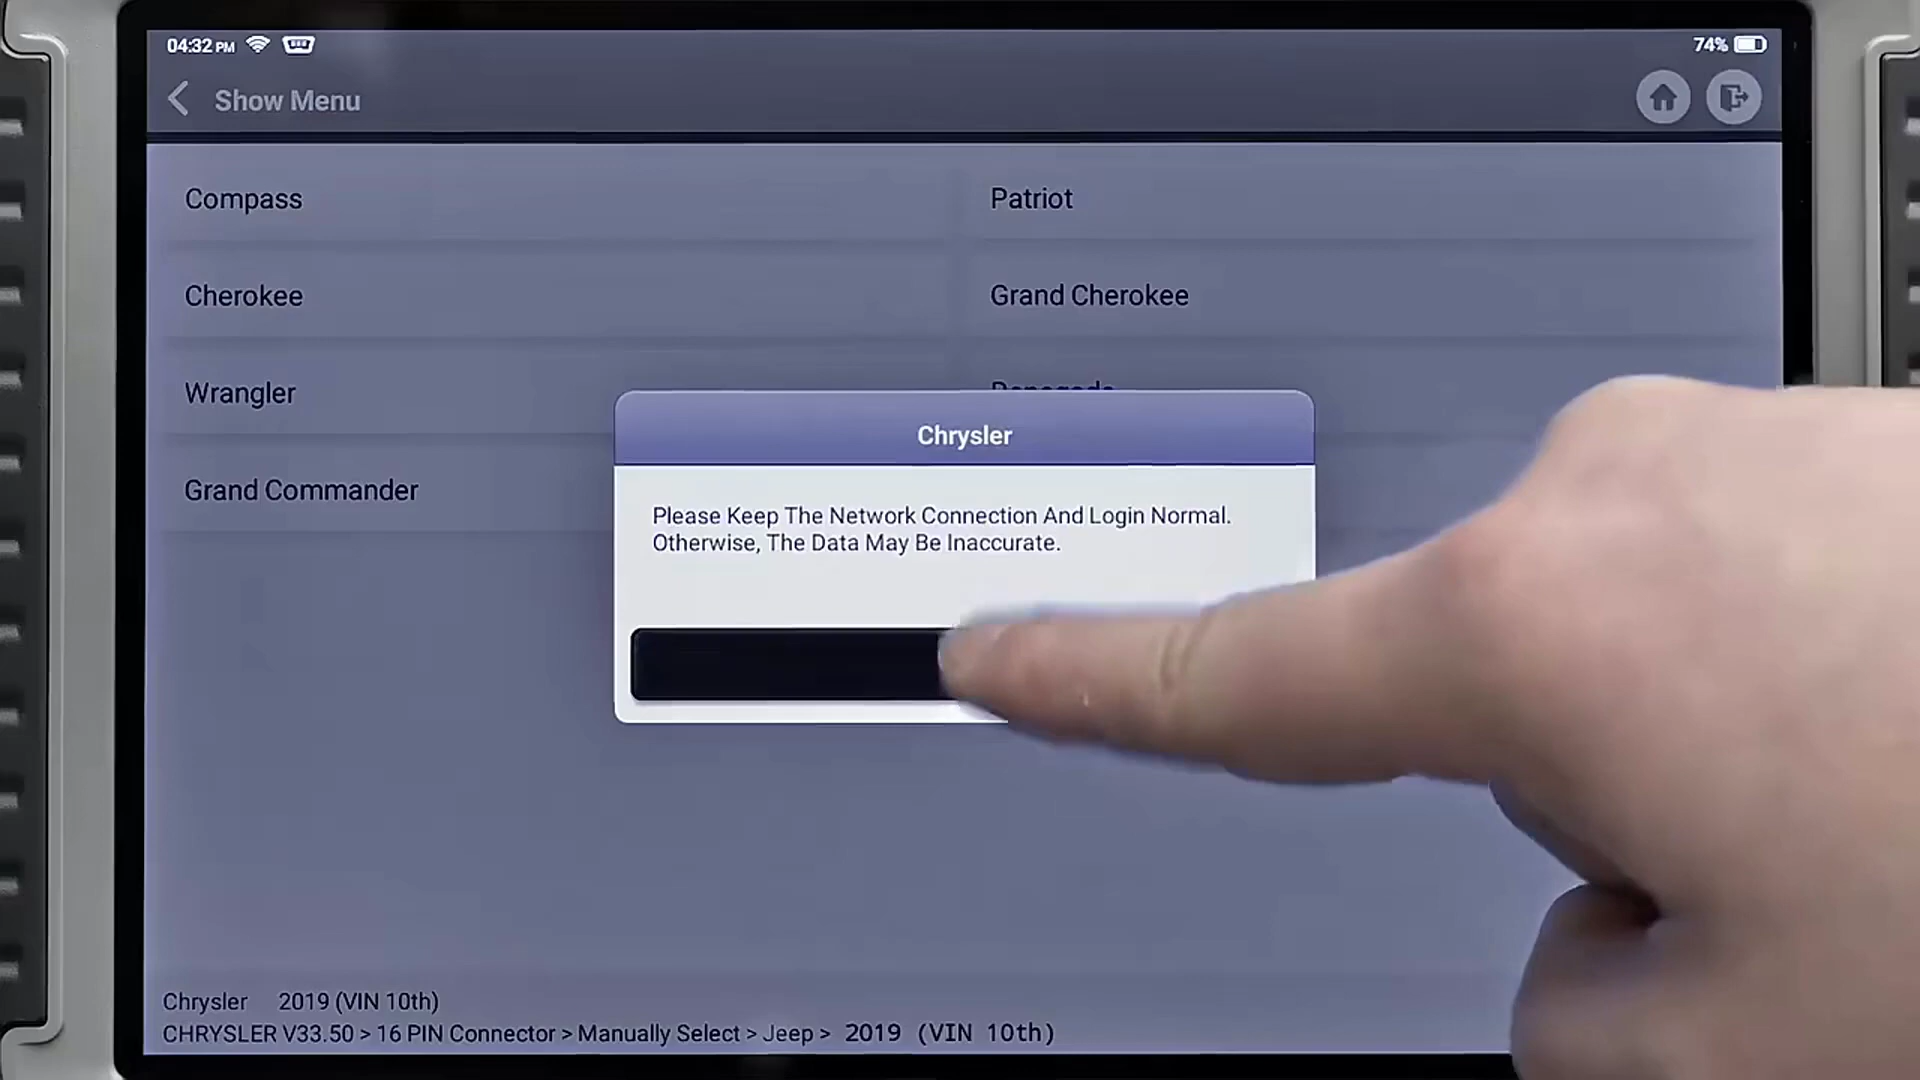 04:32 PM
74%
Show Menu
Compass
Patriot
Cherokee
Grand Cherokee
Wrangler
Renegade
Grand Commander
Chrysler
Please Keep The Network Connection And Login Normal.
Otherwise, The Data May Be Inaccurate.
Chrysler 2019 (VIN 10th)
CHRYSLER V33.50 > 16 PIN Connector > Manually Select > Jeep > 2019 (VIN 10th)